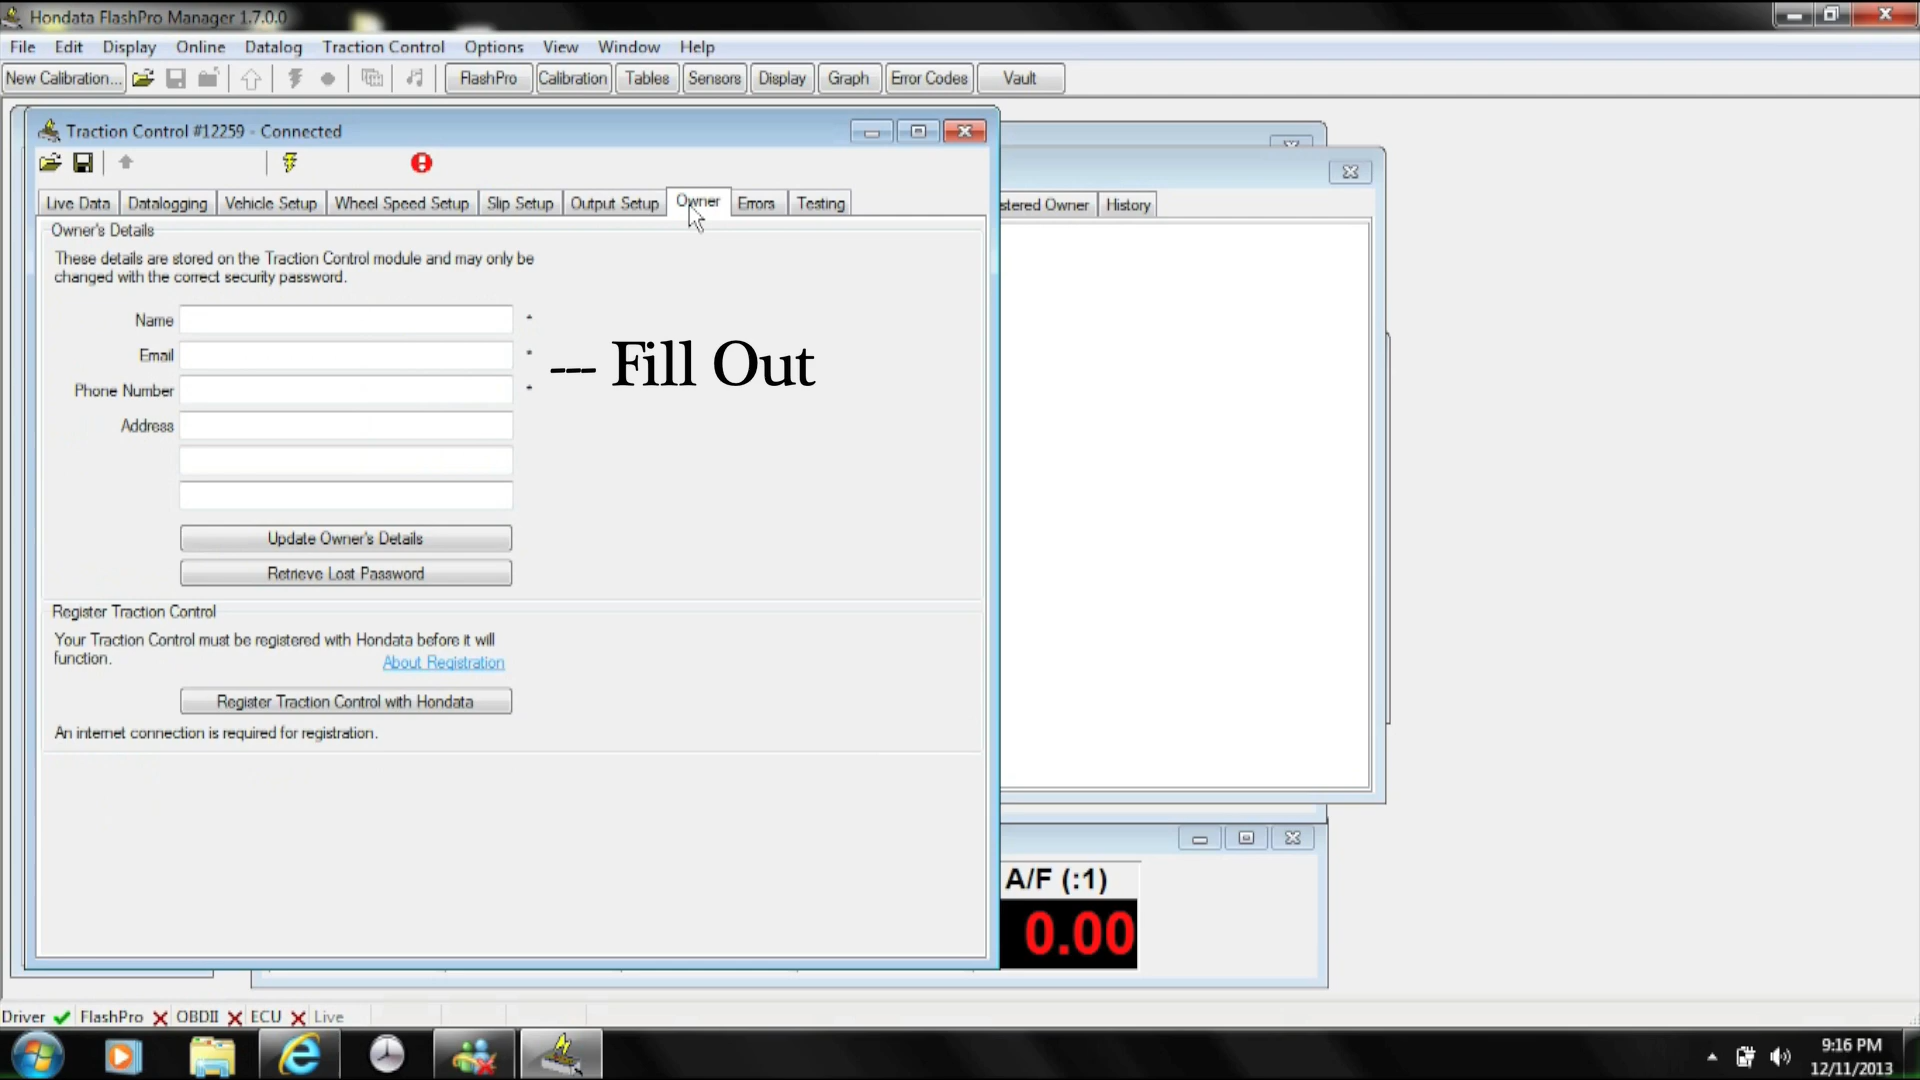 Hondata FlashPro Manager 1.7.0.0
File Edit Display Online Datalog Traction Control Options View Window Help
New Calibration... FlashPro Calibration Tables Sensors Display Graph Error Codes Vault
Traction Control #12259 - Connected
Live Data Datalogging Vehicle Setup Wheel Speed Setup Slip Setup Output Setup Owner Errors Testing
stered Owner History
Owner's Details
These details are stored on the Traction Control module and may only be
changed with the correct security password.
Name *
Email *
--- Fill Out
Phone Number *
Address
Update Owner's Details
Retrieve Lost Password
Register Traction Control
Your Traction Control must be registered with Hondata before it will
function.
About Registration
Register Traction Control with Hondata
An internet connection is required for registration.
A/F (:1)
0.00
Driver FlashPro OBDII ECU Live
9:16 PM
12/11/2013